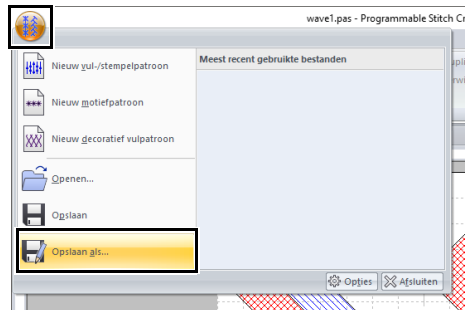 wave1.pas - Programmable Stitch Cr
Nieuw vul-/stempelpatroon
Meest recent gebruikte bestanden
Nieuw motiefpatroon
Nieuw decoratief vulpatroon
Openen...
Opslaan
Opslaan als...
Opties
Afsluiten